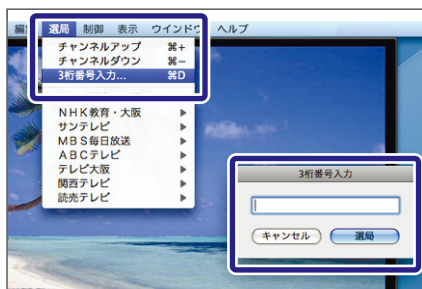 選局 制御 表示 ウインドウ ヘルプ
チャンネルアップ ⌘+
チャンネルダウン ⌘−
3桁番号入力... ⌘D
NHK教育・大阪
サンテレビ
MBS毎日放送
ABCテレビ
テレビ大阪
関西テレビ
読売テレビ
3桁番号入力
キャンセル 選局